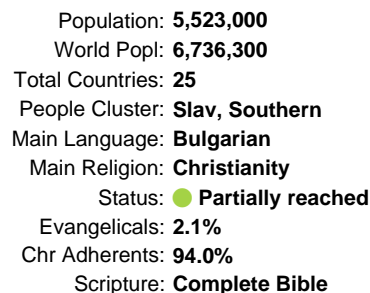 Population: 5,523,000
World Popl: 6,736,300
Total Countries: 25
People Cluster: Slav, Southern
Main Language: Bulgarian
Main Religion: Christianity
Status: Partially reached
Evangelicals: 2.1%
Chr Adherents: 94.0%
Scripture: Complete Bible